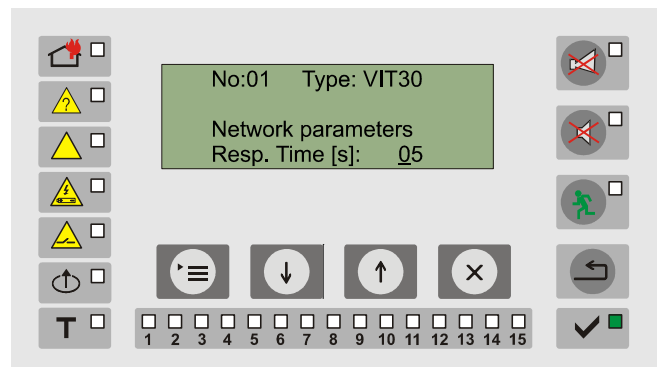 No:01 Type: VIT30
Network parameters
Resp. Time [s]: 05
?
T
1 2 3 4 5 6 7 8 9 10 11 12 13 14 15